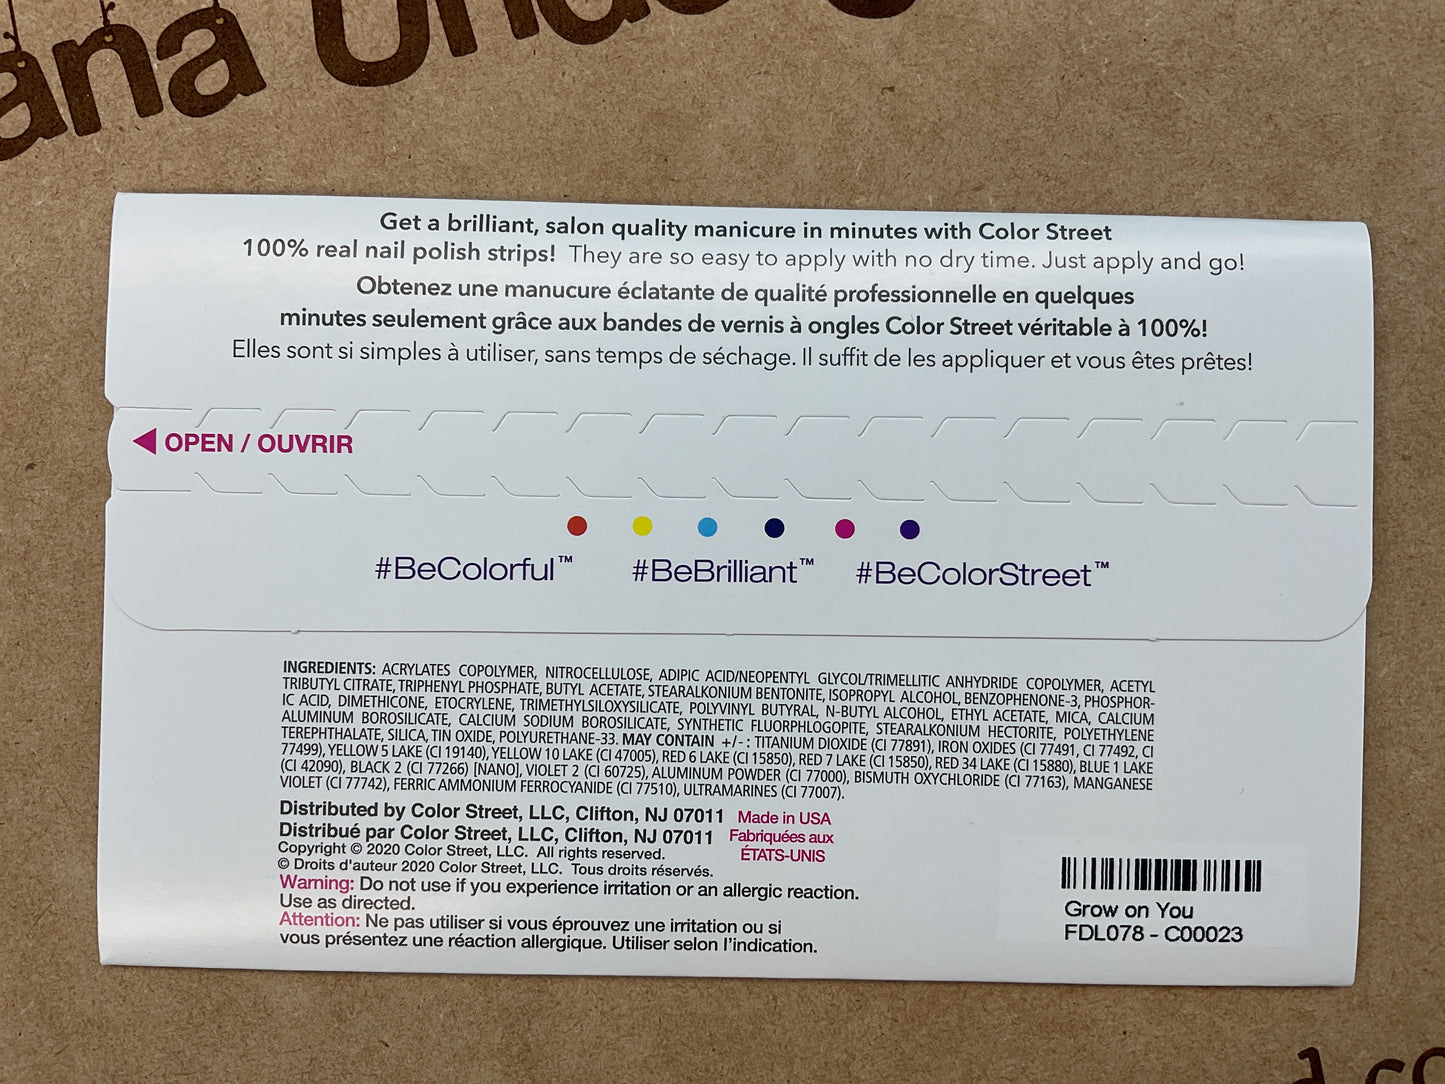 ana
Get a brilliant, salon quality manicure in minutes with Color Street
100% real nail polish strips! They are so easy to apply with no dry time. Just apply and go!
Obtenez une manucure éclatante de qualité professionnelle en quelques
minutes seulement grâce aux bandes de vernis à ongles Color Street véritable à 100%!
Elles sont si simples à utiliser, sans temps de séchage. Il suffit de les appliquer et vous êtes prêtes!
OPEN / OUVRIR
#BeColorful™ #BeBrilliant™ #BeColorStreet™
INGREDIENTS: ACRYLATES COPOLYMER, NITROCELLULOSE, ADIPIC ACID/NEOPENTYL GLYCOL/TRIMELLITIC ANHYDRIDE COPOLYMER, ACETYL
TRIBUTYL CITRATE, TRIPHENYL PHOSPHATE, BUTYL ACETATE, STEARALKONIUM BENTONITE, ISOPROPYL ALCOHOL, BENZOPHENONE-3, PHOSPHOR-
IC ACID, DIMETHICONE, ETOCRYLENE, TRIMETHYLSILOXYSILICATE, POLYVINYL BUTYRAL, N-BUTYL ALCOHOL, ETHYL ACETATE, MICA, CALCIUM
ALUMINUM BOROSILICATE, CALCIUM SODIUM BOROSILICATE, SYNTHETIC FLUORPHLOGOPITE, STEARALKONIUM HECTORITE, POLYETHYLENE
TEREPHTHALATE, SILICA, TIN OXIDE, POLYURETHANE-33. MAY CONTAIN +/- : TITANIUM DIOXIDE (CI 77891), IRON OXIDES (CI 77491, CI 77492, CI
77499), YELLOW 5 LAKE (CI 19140), YELLOW 10 LAKE (CI 47005), RED 6 LAKE (CI 15850), RED 7 LAKE (CI 15850), RED 34 LAKE (CI 15880), BLUE 1 LAKE
(CI 42090), BLACK 2 (CI 77266) [NANO], VIOLET 2 (CI 60725), ALUMINUM POWDER (CI 77000), BISMUTH OXYCHLORIDE (CI 77163), MANGANESE
VIOLET (CI 77742), FERRIC AMMONIUM FERROCYANIDE (CI 77510), ULTRAMARINES (CI 77007).
Distributed by Color Street, LLC, Clifton, NJ 07011 Made in USA
Distribué par Color Street, LLC, Clifton, NJ 07011 Fabriquées aux
ÉTATS-UNIS
Copyright © 2020 Color Street, LLC. All rights reserved.
© Droits d'auteur 2020 Color Street, LLC. Tous droits réservés.
Warning: Do not use if you experience irritation or an allergic reaction.
Use as directed.
Attention: Ne pas utiliser si vous éprouvez une irritation ou si
vous présentez une réaction allergique. Utiliser selon l'indication.
Grow on You
FDL078 - C00023